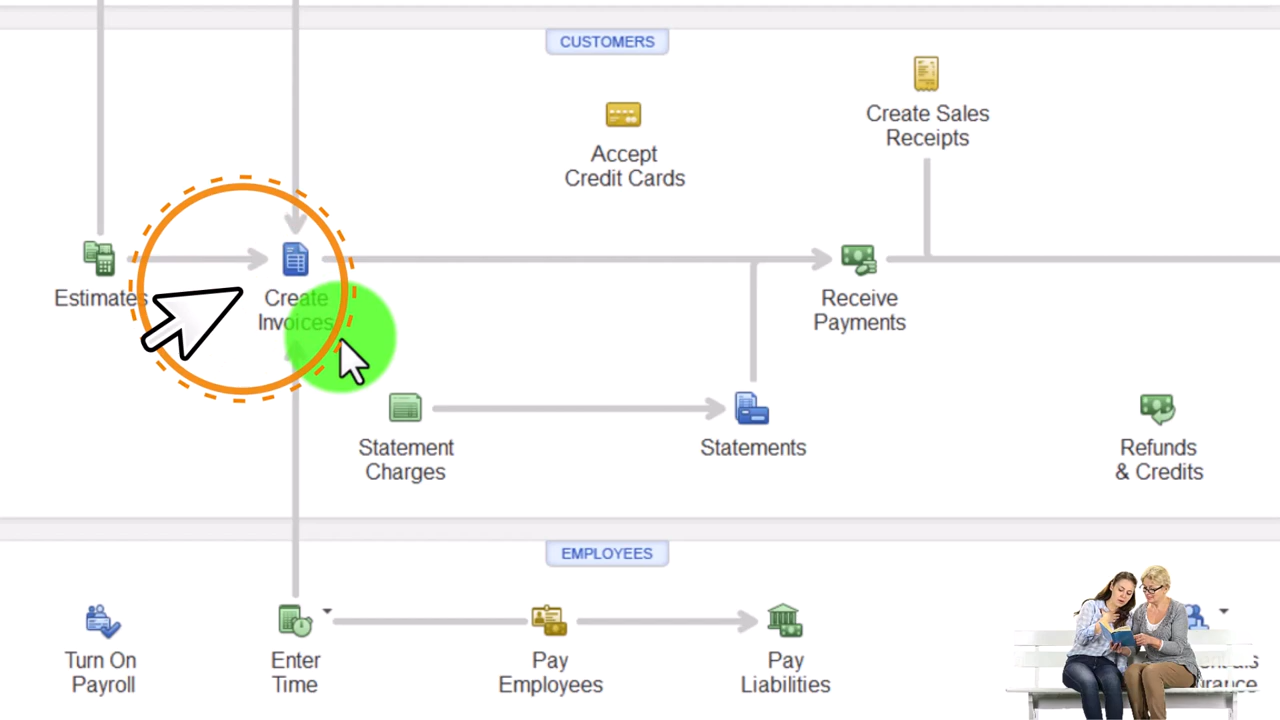 CUSTOMERS
Create Sales
Receipts
Accept
Credit Cards
Estimates
Create
Invoices
Receive
Payments
Statement
Charges
Statements
Refunds
& Credits
EMPLOYEES
Turn On
Payroll
Enter
Time
Pay
Employees
Pay
Liabilities